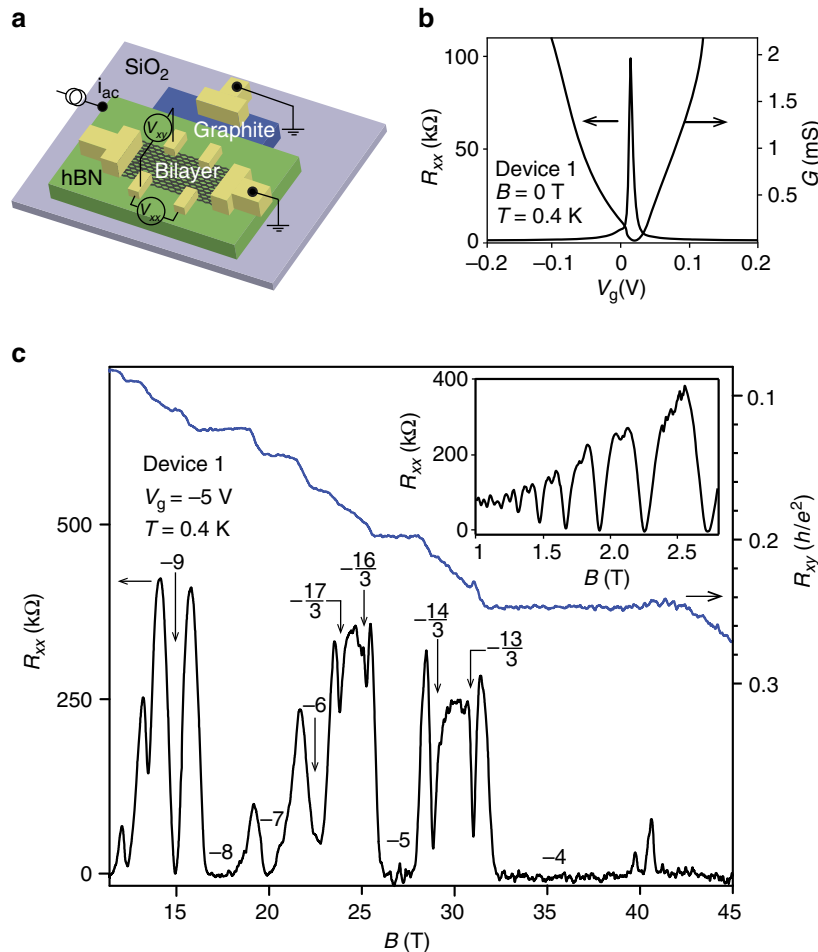 a
SiO2
iac
Vxy
Graphite
hBN
Bilayer
Vxx
b
Rxx (kΩ)
100
50
0
Device 1
B = 0 T
T = 0.4 K
2
1.5
1
0.5
G (mS)
−0.2 −0.1 0 0.1 0.2
Vg(V)
c
Rxx (kΩ)
500
250
0
Device 1
Vg = −5 V
T = 0.4 K
−9
−8
−7
−6
−17/3
−16/3
−5
−14/3
−13/3
−4
Rxx (kΩ)
400
200
0
1 1.5 2.0 2.5
B (T)
0.1
0.2
0.3
Rxy (h/e²)
15 20 25 30 35 40 45
B (T)